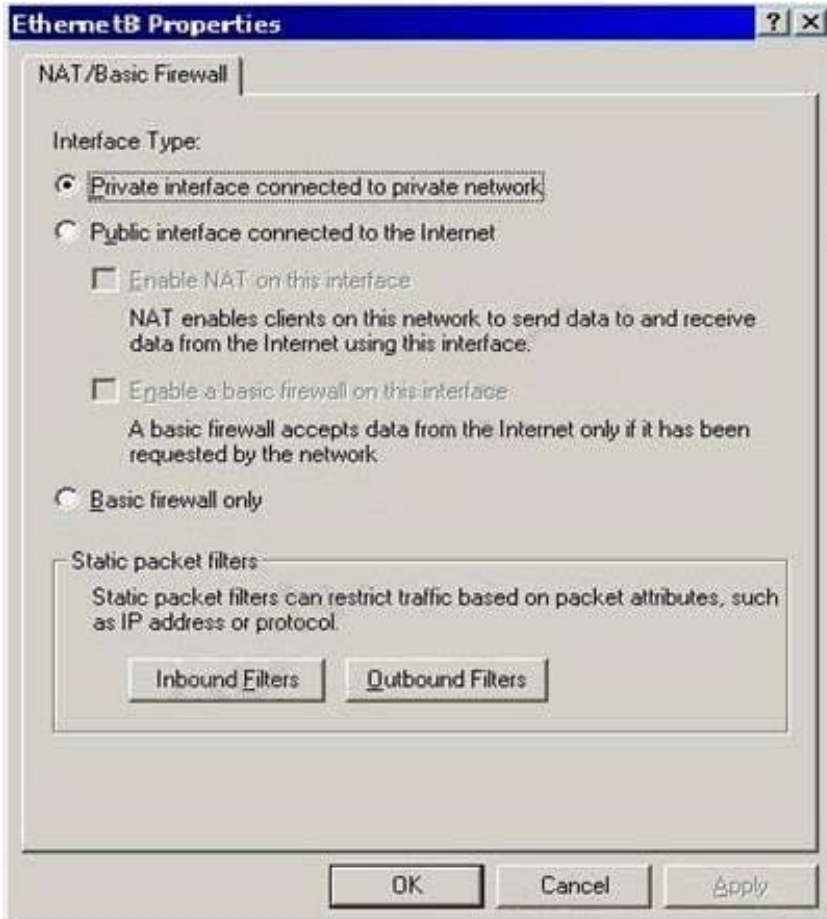 EthernetB Properties
NAT/Basic Firewall
Interface Type:
Private interface connected to private network
Public interface connected to the Internet
Enable NAT on this interface
NAT enables clients on this network to send data to and receive
data from the Internet using this interface.
Enable a basic firewall on this interface
A basic firewall accepts data from the Internet only if it has been
requested by the network
Basic firewall only
Static packet filters
Static packet filters can restrict traffic based on packet attributes, such
as IP address or protocol.
Inbound Filters
Outbound Filters
OK
Cancel
Apply